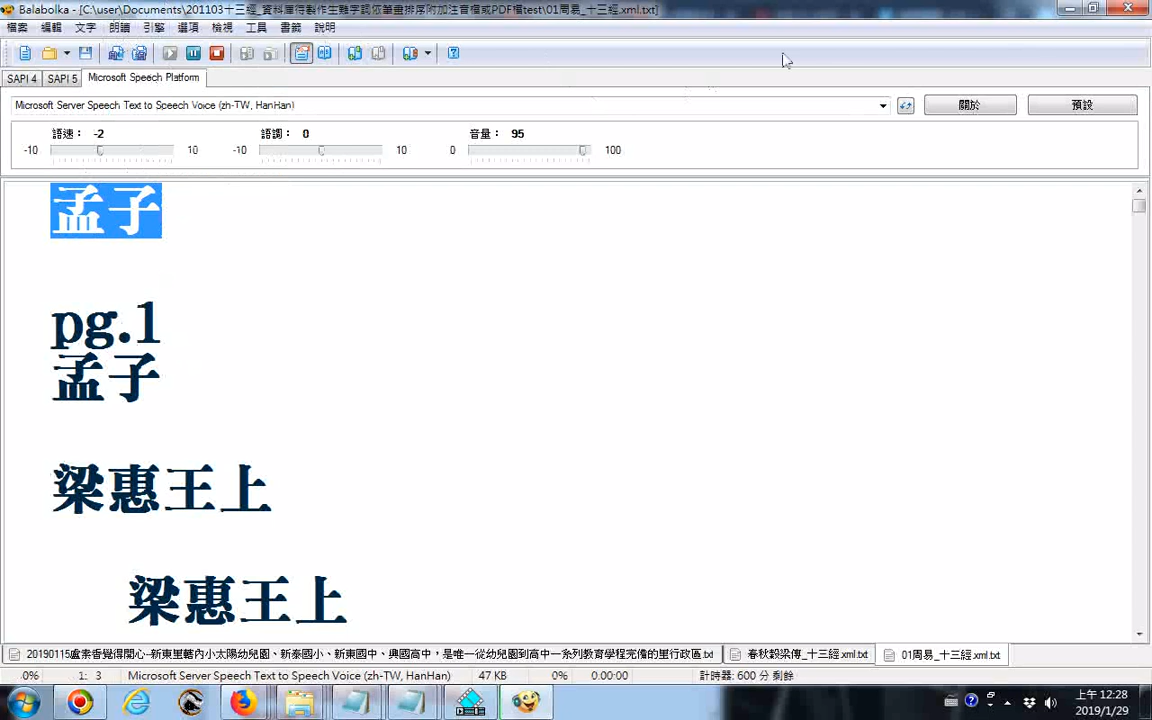 Balabolka - [C:\user\Documents\201103十三經_資料庫待製作生難字詞依筆畫排序附加注音檔或PDF檔test\01周易_十三經.xml.txt]
檔案 編輯 文字 朗讀 引擎 選項 檢視 工具 書籤 說明
SAPI 4 SAPI 5 Microsoft Speech Platform
Microsoft Server Speech Text to Speech Voice (zh-TW, HanHan) 關於 預設
語速： -2 語調： 0 音量： 95
-10 10 -10 10 0 100
孟子
pg.1
孟子
梁惠王上
梁惠王上
20190115盧素香覺得開心--新東里轄內小太陽幼兒園、新泰國小、新東國中、興國高中，是唯一從幼兒園到高中一系列教育學程完備的里行政區.txt 春秋穀梁傳_十三經.xml.txt 01周易_十三經.xml.txt
0% 1: 3 Microsoft Server Speech Text to Speech Voice (zh-TW, HanHan) 47 KB 0% 0:00:00 計時器: 600 分 剩餘
上午 12:28
2019/1/29